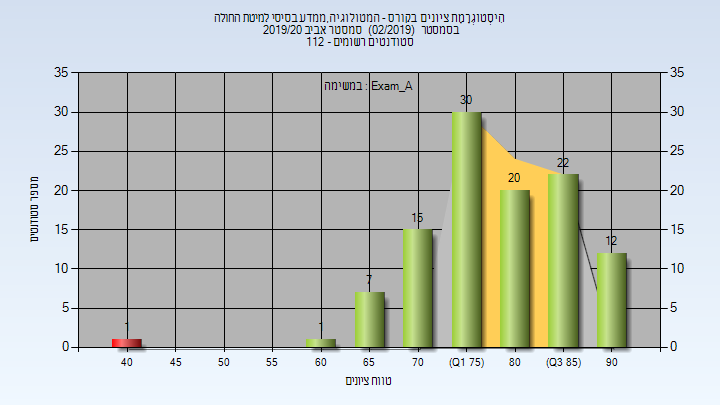 הִיסְטוֹגְרָמַת ציונים בקורס - המטולוגיה,ממדע בסיסי למיטת החולה
בסמסטר (02/2019) סמסטר אביב 2019/20
סטודנטים רשומים - 112
במשימה : Exam_A
מספר סטודנטים
35 35
30 30
25 25
20 20
15 15
10 10
5 5
0 0
1 1 7 15 30 20 22 12
40 45 50 55 60 65 70 (Q1 75) 80 (Q3 85) 90
טווח ציונים